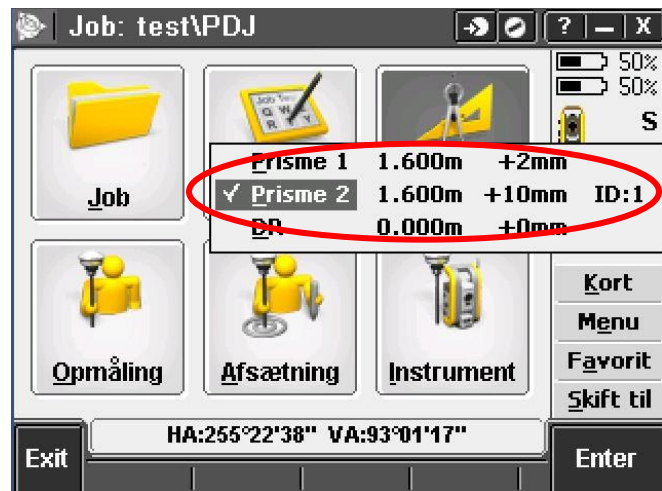 Job: test\PDJ
? – X
50%
50%
S
Job
Prisme 1 1.600m +2mm
✓ Prisme 2 1.600m +10mm ID:1
DR 0.000m +0mm
Kort
Menu
Favorit
Skift til
Opmåling
Afsætning
Instrument
HA:255°22'38" VA:93°01'17"
Exit
Enter